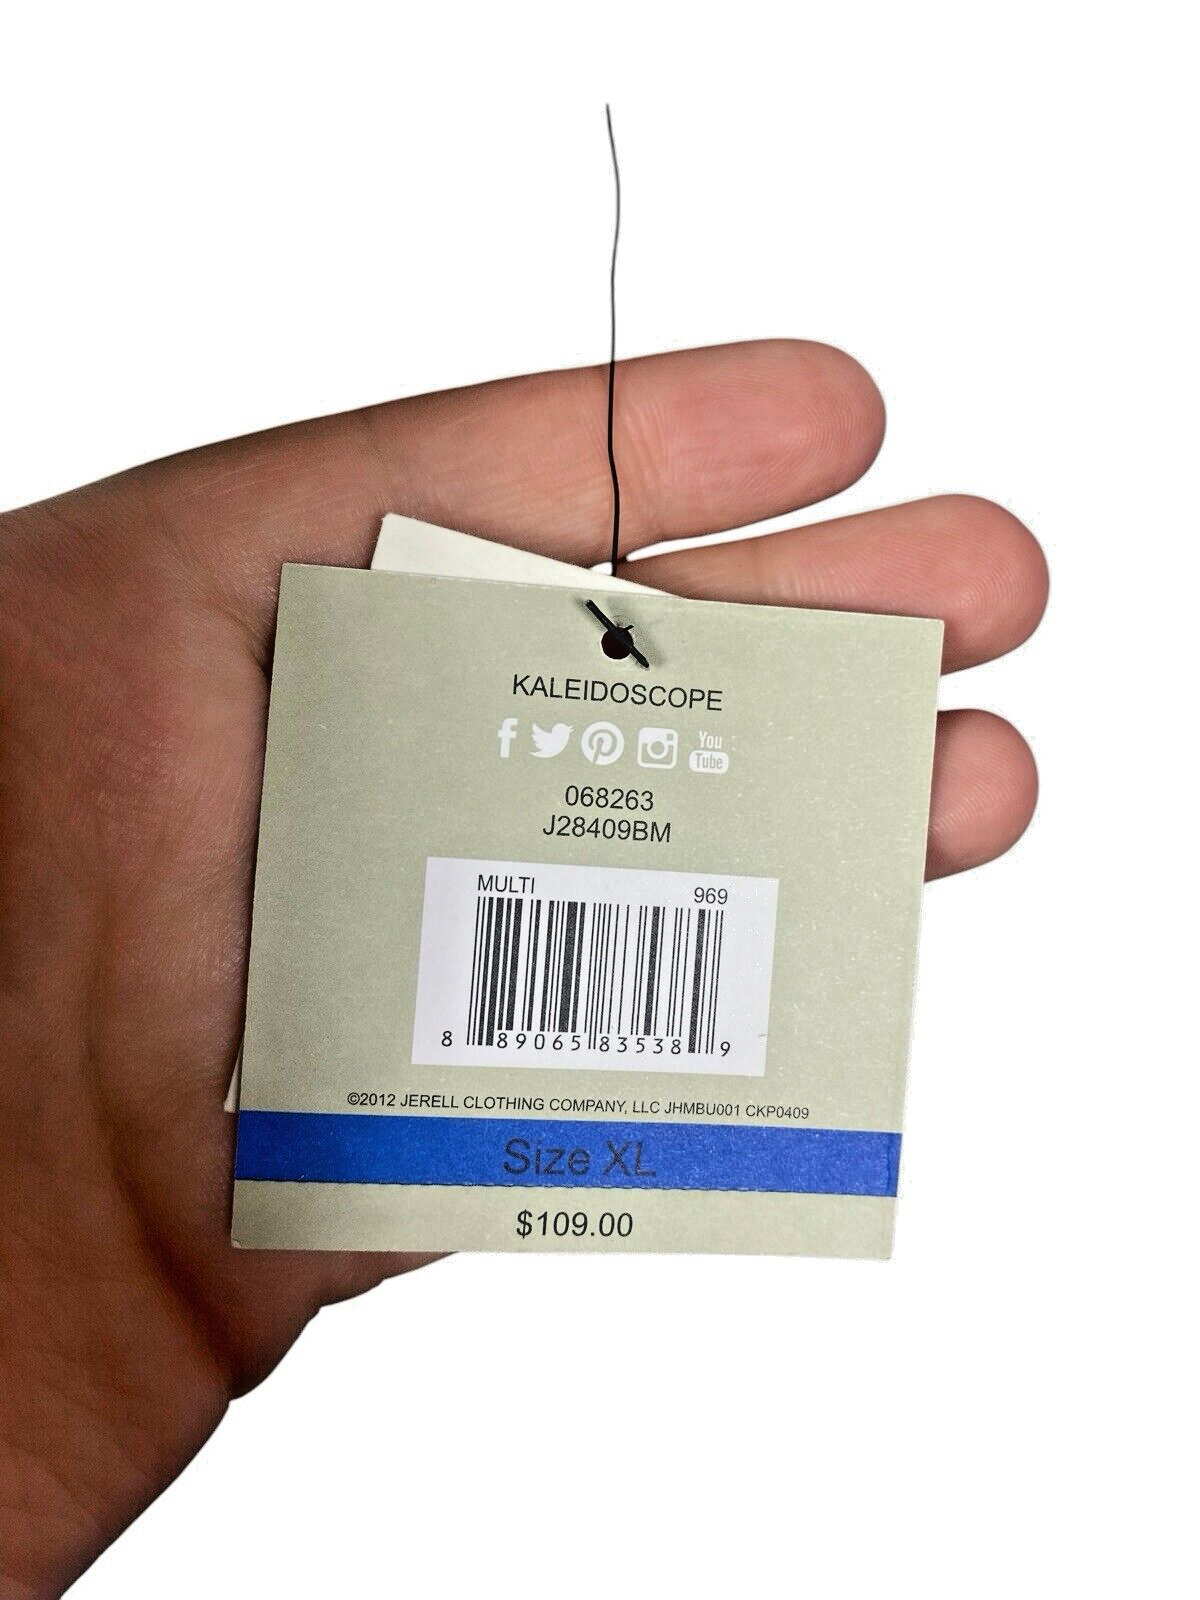 KALEIDOSCOPE
f You Tube
068263
J28409BM
MULTI 969
8 89065 83538 9
©2012 JERELL CLOTHING COMPANY, LLC JHMBU001 CKP0409
Size XL
$109.00